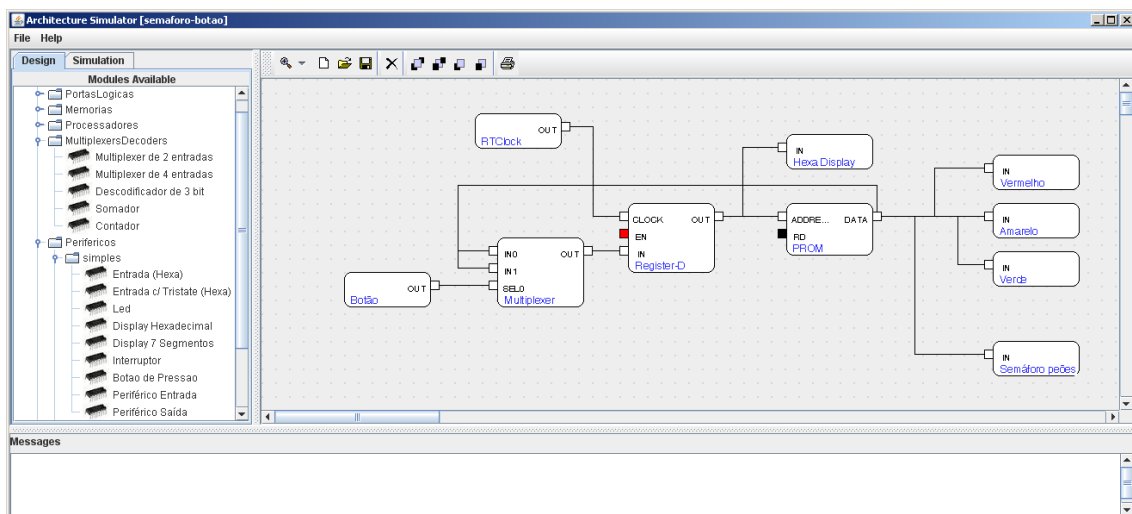 Architecture Simulator [semaforo-botao]
File Help
Design Simulation
Modules Available
PortasLogicas
Memorias
Processadores
MultiplexersDecoders
Multiplexer de 2 entradas
Multiplexer de 4 entradas
Descodificador de 3 bit
Somador
Contador
Perifericos
simples
Entrada (Hexa)
Entrada c/ Tristate (Hexa)
Led
Display Hexadecimal
Display 7 Segmentos
Interruptor
Botao de Pressao
Periférico Entrada
Periférico Saída
OUT
RTClock
IN
Hexa Display
IN
Vermelho
CLOCK OUT
EN
IN
Register-D
ADDRE... DATA
RD
PROM
IN
Amarelo
IN0 OUT
IN1
SEL0
Multiplexer
IN
Verde
OUT
Botão
IN
Semáforo peões
Messages